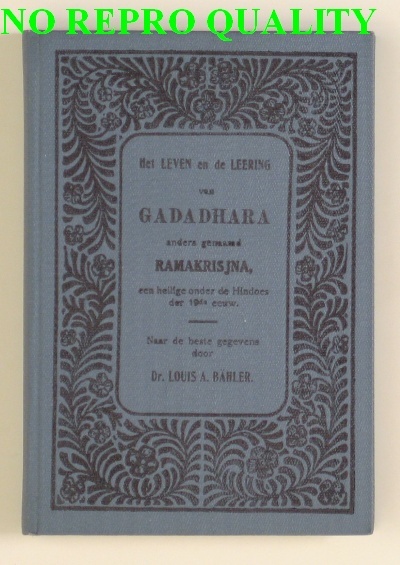 NO REPRO QUALITY
Het LEVEN en de LEERING
van
GADADHARA
anders genaamd
RAMAKRISJNA,
een heilige onder de Hindoes
der 19de eeuw.
Naar de beste gegevens
door
Dr. LOUIS A. BÄHLER.